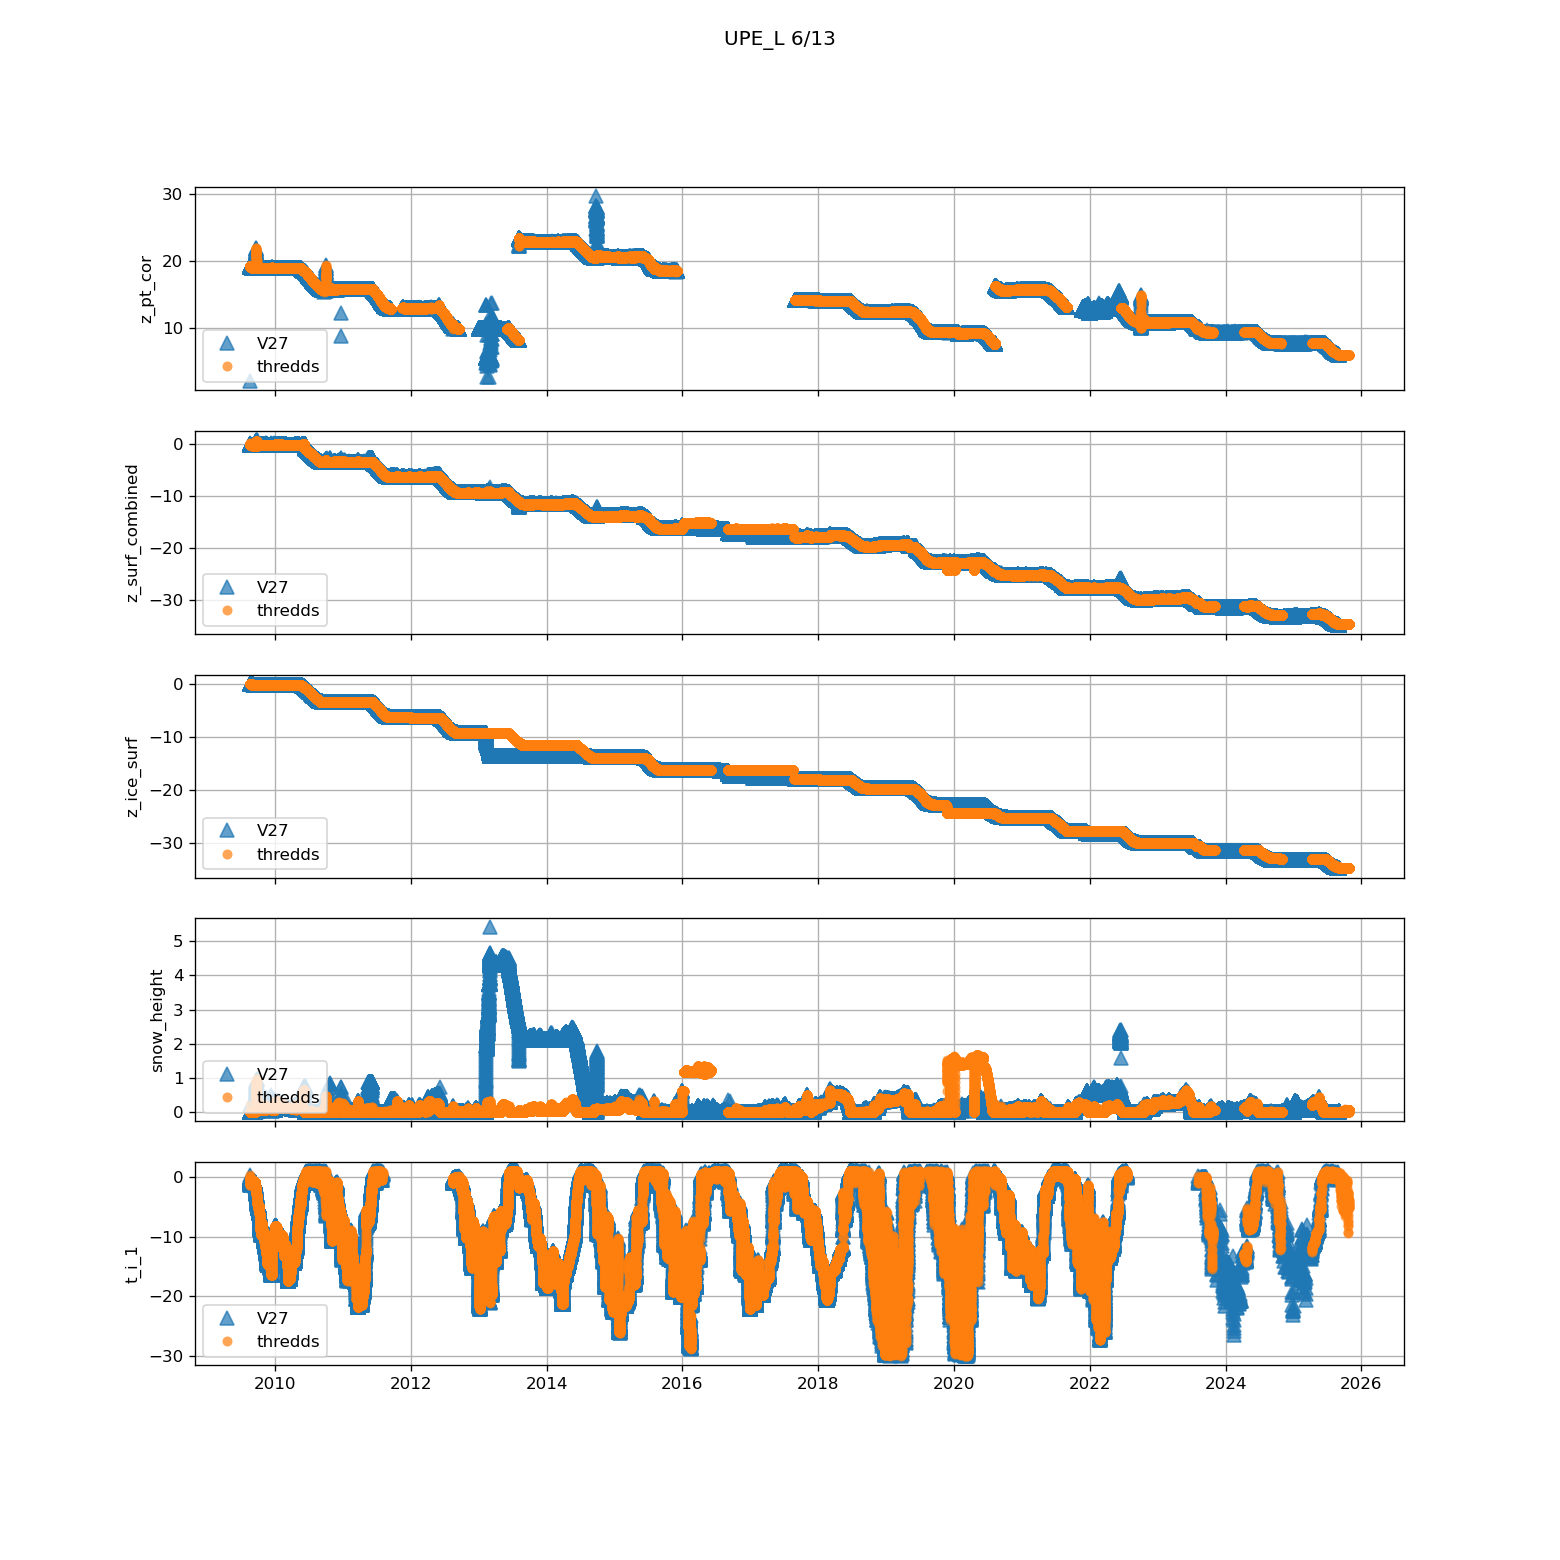 UPE_L 6/13
30
20
10
z_pt_cor
V27
thredds
0
−10
−20
−30
z_surf_combined
V27
thredds
0
−10
−20
−30
z_ice_surf
V27
thredds
5
4
3
2
1
0
snow_height
V27
thredds
0
−10
−20
−30
t_i_1
V27
thredds
2010 2012 2014 2016 2018 2020 2022 2024 2026